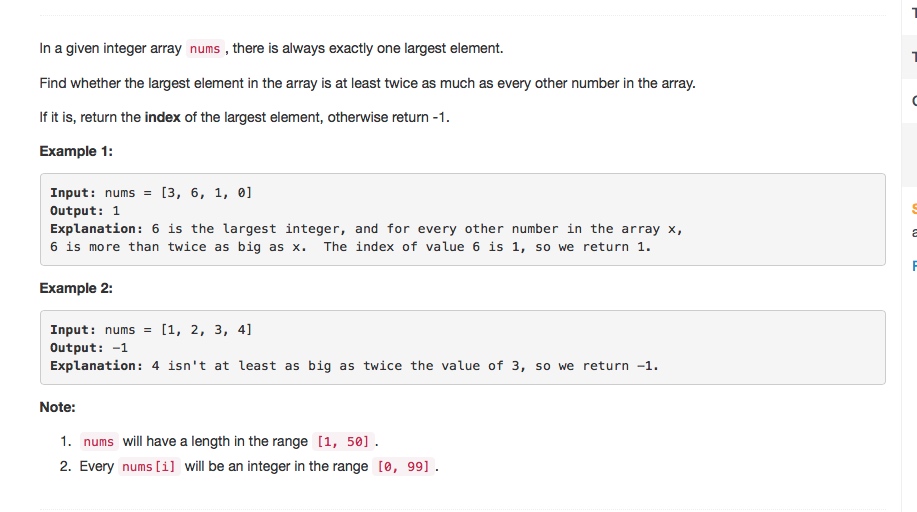 In a given integer array nums , there is always exactly one largest element.
Find whether the largest element in the array is at least twice as much as every other number in the array.
If it is, return the index of the largest element, otherwise return -1.
Example 1:
Input: nums = [3, 6, 1, 0]
Output: 1
Explanation: 6 is the largest integer, and for every other number in the array x,
6 is more than twice as big as x.  The index of value 6 is 1, so we return 1.
Example 2:
Input: nums = [1, 2, 3, 4]
Output: -1
Explanation: 4 isn't at least as big as twice the value of 3, so we return -1.
Note:
1. nums will have a length in the range [1, 50] .
2. Every nums[i] will be an integer in the range [0, 99] .